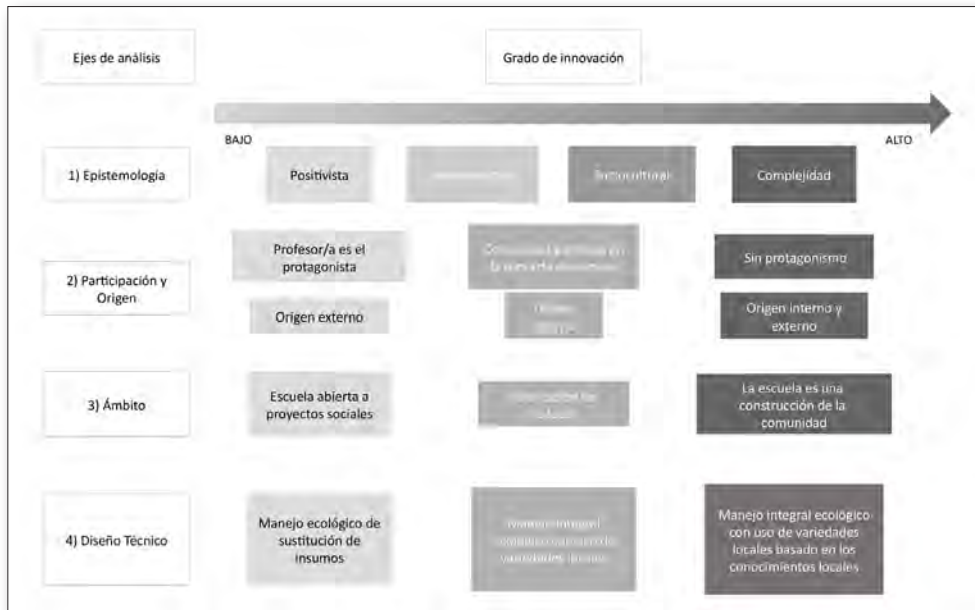 Ejes de análisis
Grado de innovación
BAJO
ALTO
1) Epistemología
Positivista
Sociocultural
Complejidad
2) Participación y
Origen
Profesor/a es el
protagonista
Sin protagonismo
Origen externo
Origen interno y
externo
3) Ámbito
Escuela abierta a
proyectos sociales
La escuela es una
construcción de la
comunidad
4) Diseño Técnico
Manejo ecológico de
sustitución de
insumos
Manejo integral ecológico
con uso de variedades
locales basado en los
conocimientos locales